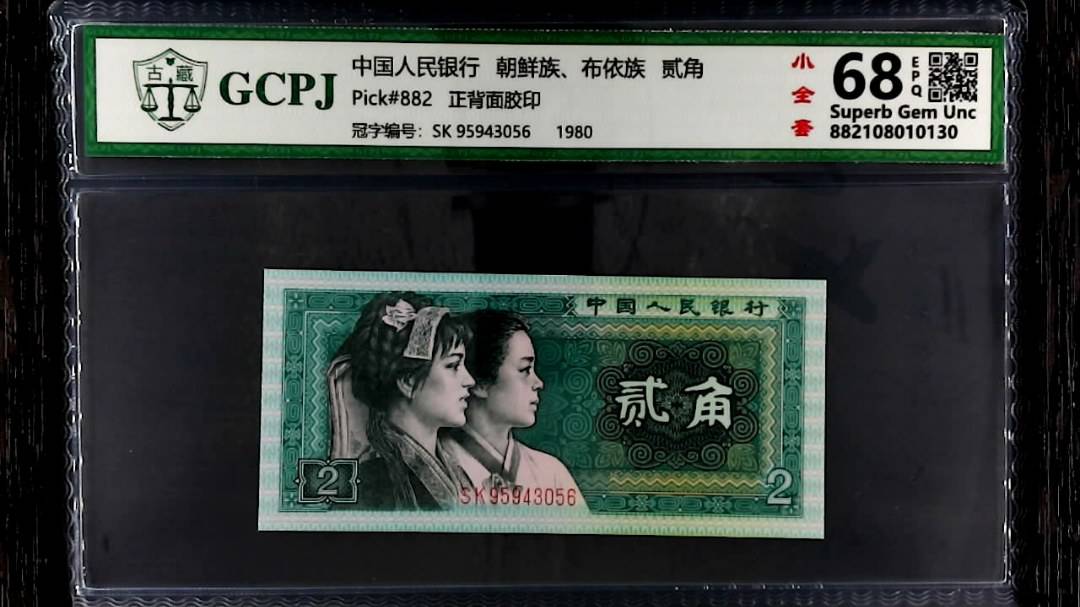 古藏
GCPJ
中国人民银行 朝鲜族、布依族 贰角
Pick#882 正背面胶印
冠字编号: SK 95943056 1980
小全套
68
EPQ
Superb Gem Unc
882108010130
中国人民银行
贰角
2
SK95943056
2